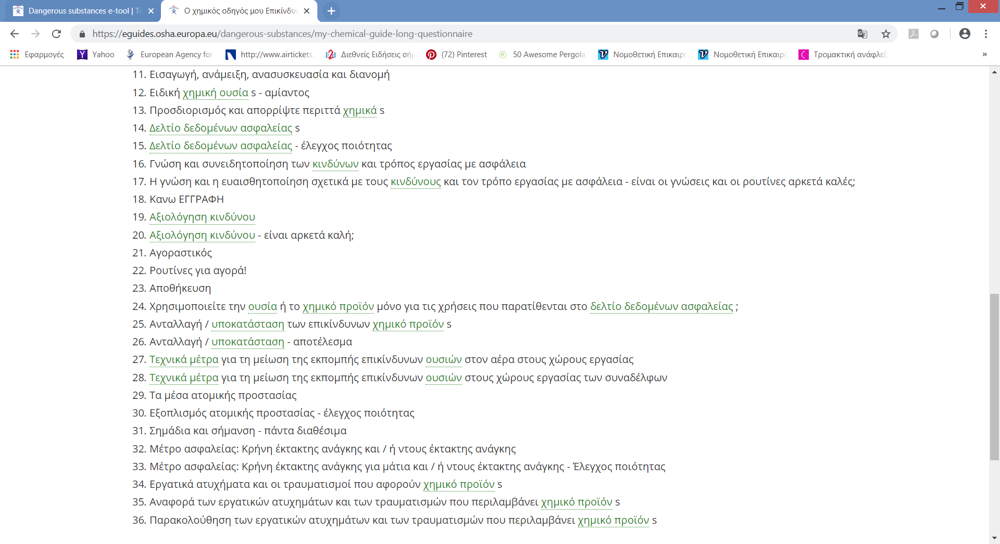 Dangerous substances e-tool | To
Ο χημικός οδηγός μου Επικίνδυν
https://eguides.osha.europa.eu/dangerous-substances/my-chemical-guide-long-questionnaire
Εφαρμογές Yahoo European Agency for http://www.airtickets. Διεθνείς Ειδήσεις σήμ (72) Pinterest 50 Awesome Pergola Νομοθετική Επικαιρό Νομοθετική Επικαιρό Τρομακτική ανάφλεξ »
11. Εισαγωγή, ανάμειξη, ανασυσκευασία και διανομή
12. Ειδική χημική ουσία s - αμίαντος
13. Προσδιορισμός και απορρίψτε περιττά χημικά s
14. Δελτίο δεδομένων ασφαλείας s
15. Δελτίο δεδομένων ασφαλείας - έλεγχος ποιότητας
16. Γνώση και συνειδητοποίηση των κινδύνων και τρόπος εργασίας με ασφάλεια
17. Η γνώση και η ευαισθητοποίηση σχετικά με τους κινδύνους και τον τρόπο εργασίας με ασφάλεια - είναι οι γνώσεις και οι ρουτίνες αρκετά καλές;
18. Κανω ΕΓΓΡΑΦΗ
19. Αξιολόγηση κινδύνου
20. Αξιολόγηση κινδύνου - είναι αρκετά καλή;
21. Αγοραστικός
22. Ρουτίνες για αγορά!
23. Αποθήκευση
24. Χρησιμοποιείτε την ουσία ή το χημικό προϊόν μόνο για τις χρήσεις που παρατίθενται στο δελτίο δεδομένων ασφαλείας ;
25. Ανταλλαγή / υποκατάσταση των επικίνδυνων χημικό προϊόν s
26. Ανταλλαγή / υποκατάσταση - αποτέλεσμα
27. Τεχνικά μέτρα για τη μείωση της εκπομπής επικίνδυνων ουσιών στον αέρα στους χώρους εργασίας
28. Τεχνικά μέτρα για τη μείωση της εκπομπής επικίνδυνων ουσιών στους χώρους εργασίας των συναδέλφων
29. Τα μέσα ατομικής προστασίας
30. Εξοπλισμός ατομικής προστασίας - έλεγχος ποιότητας
31. Σημάδια και σήμανση - πάντα διαθέσιμα
32. Μέτρο ασφαλείας: Κρήνη έκτακτης ανάγκης και / ή ντους έκτακτης ανάγκης
33. Μέτρο ασφαλείας: Κρήνη έκτακτης ανάγκης για μάτια και / ή ντους έκτακτης ανάγκης - Έλεγχος ποιότητας
34. Εργατικά ατυχήματα και οι τραυματισμοί που αφορούν χημικό προϊόν s
35. Αναφορά των εργατικών ατυχημάτων και των τραυματισμών που περιλαμβάνει χημικό προϊόν s
36. Παρακολούθηση των εργατικών ατυχημάτων και των τραυματισμών που περιλαμβάνει χημικό προϊόν s